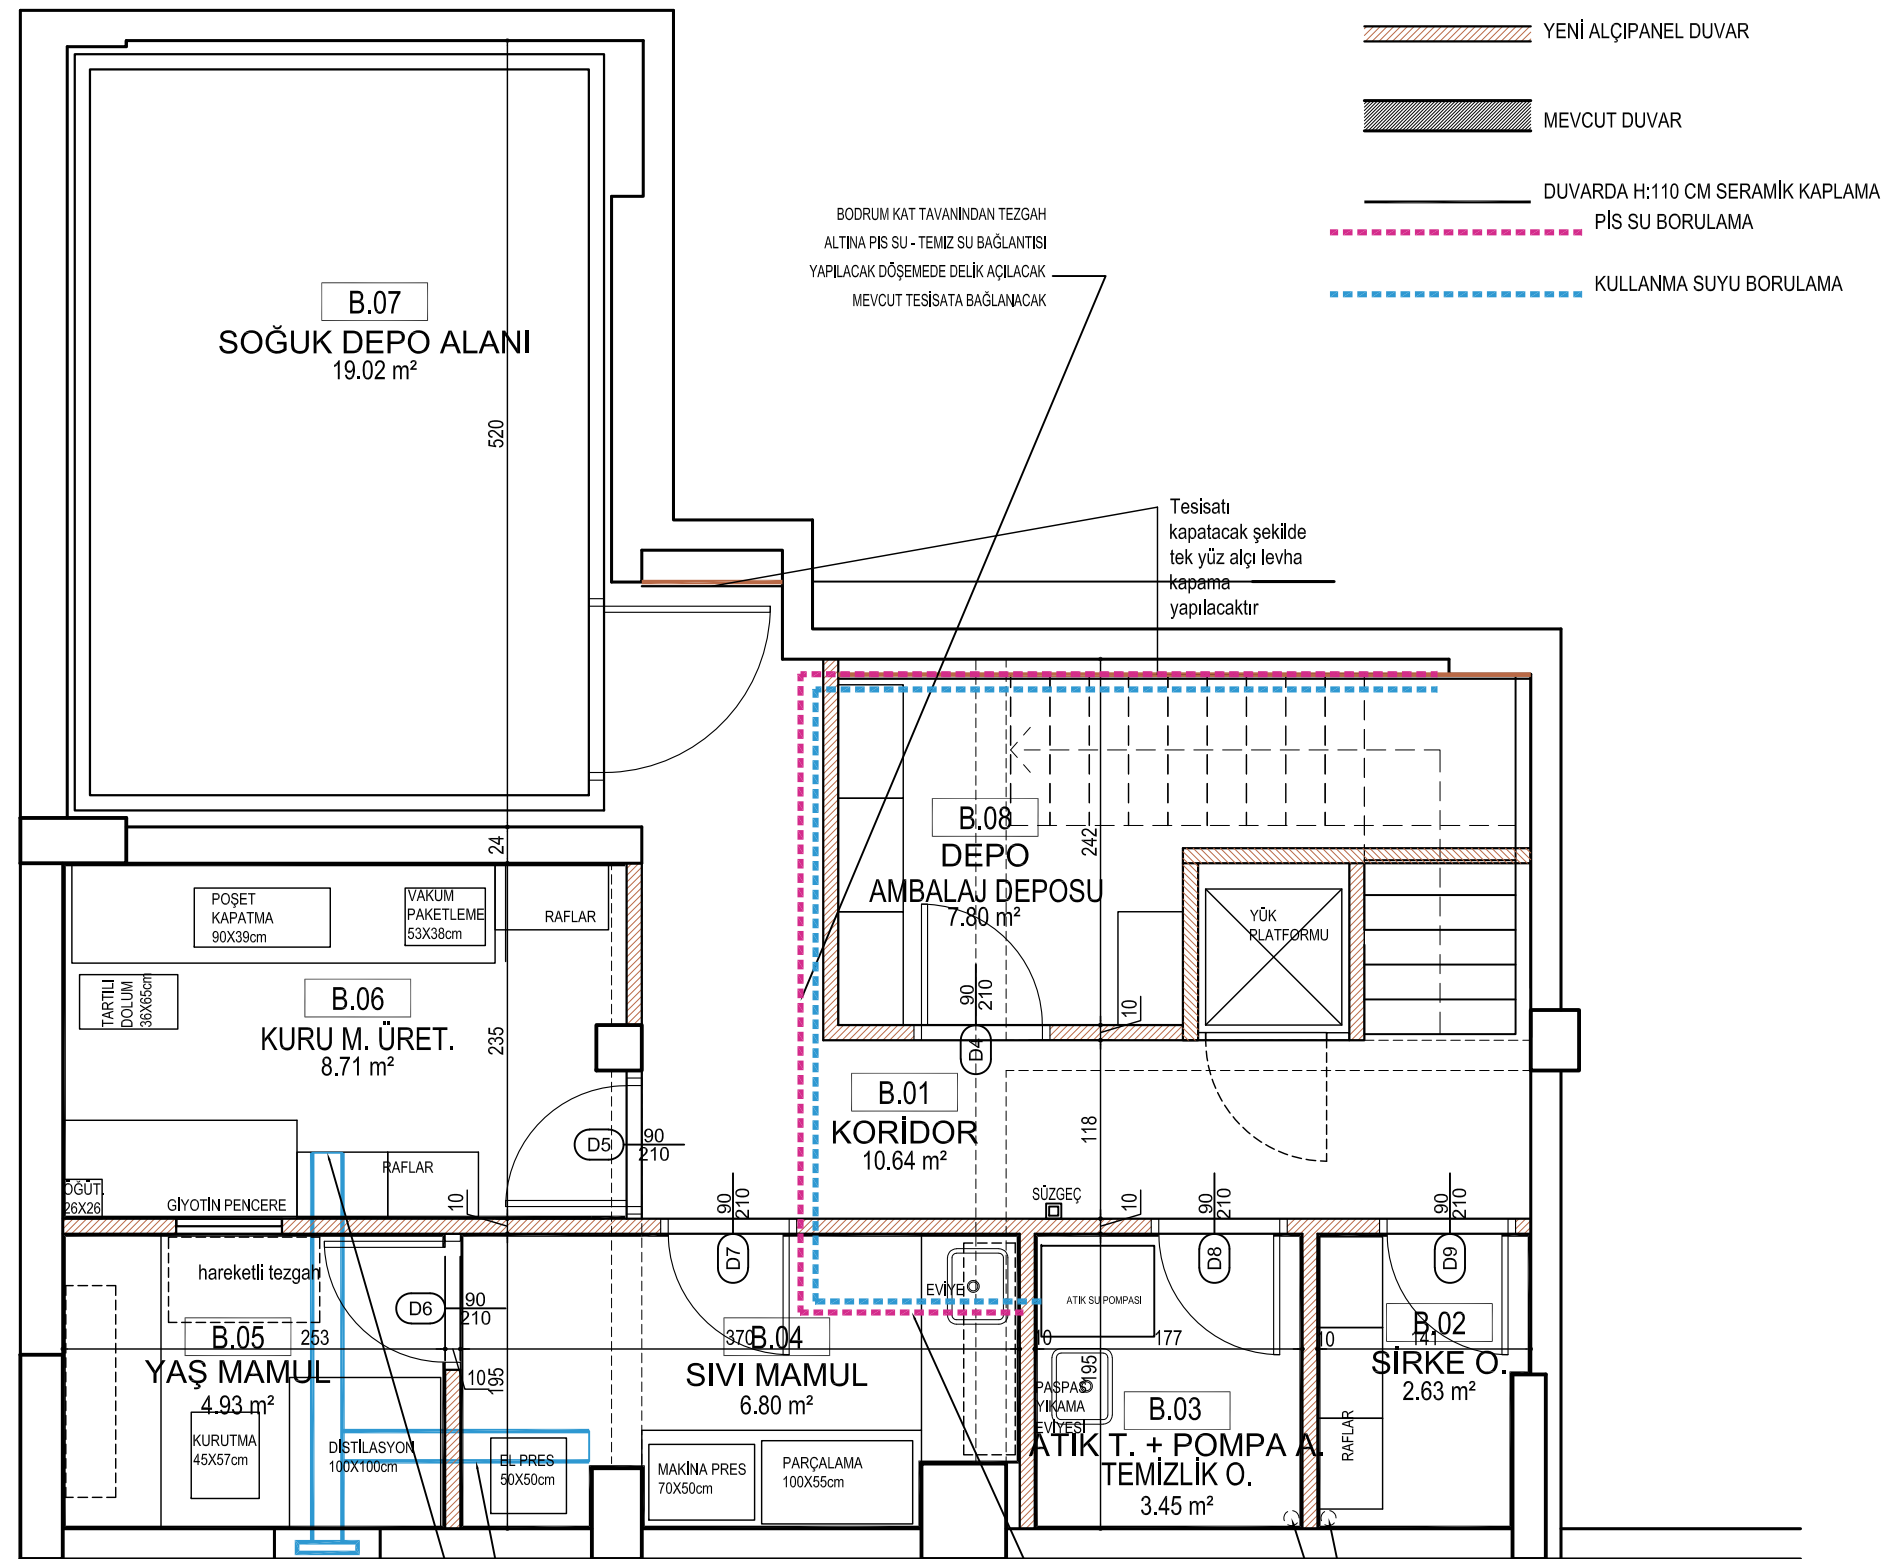 YENİ ALÇIPANEL DUVAR
MEVCUT DUVAR
DUVARDA H:110 CM SERAMİK KAPLAMA
PİS SU BORULAMA
KULLANMA SUYU BORULAMA
BODRUM KAT TAVANINDAN TEZGAH
ALTINA PIS SU - TEMIZ SU BAĞLANTISI
YAPILACAK DÖŞEMEDE DELİK AÇILACAK
MEVCUT TESİSATA BAĞLANACAK
B.07
SOĞUK DEPO ALANI
19.02 m²
520
Tesisatı
kapatacak şekilde
tek yüz alçı levha
kapama
yapılacaktır
24
B.08
DEPO
AMBALAJ DEPOSU
7.80 m²
242
YÜK
PLATFORMU
POŞET
KAPATMA
90X39cm
VAKUM
PAKETLEME
53X38cm
RAFLAR
TARTILI
DOLUM
36X65cm
B.06
KURU M. ÜRET.
8.71 m²
235
90
210
D4
10
B.01
KORİDOR
10.64 m²
118
D5
90
210
RAFLAR
ÖĞÜT.
26X26
GİYOTİN PENCERE
10
90
210
D7
SÜZGEÇ
10
90
210
D8
90
210
D9
hareketli tezgah
D6
90
210
B.05
253
YAŞ MAMUL
4.93 m²
10
195
KURUTMA
45X57cm
DİSTİLASYON
100X100cm
EL PRES
50X50cm
EVİYE
370
B.04
SIVI MAMUL
6.80 m²
MAKİNA PRES
70X50cm
PARÇALAMA
100X55cm
ATIK SU POMPASI
10
177
195
PASPAS
YIKAMA
EVİYESİ
B.03
ATIK T. + POMPA A.
TEMİZLİK O.
3.45 m²
10
B.02
141
SİRKE O.
2.63 m²
RAFLAR